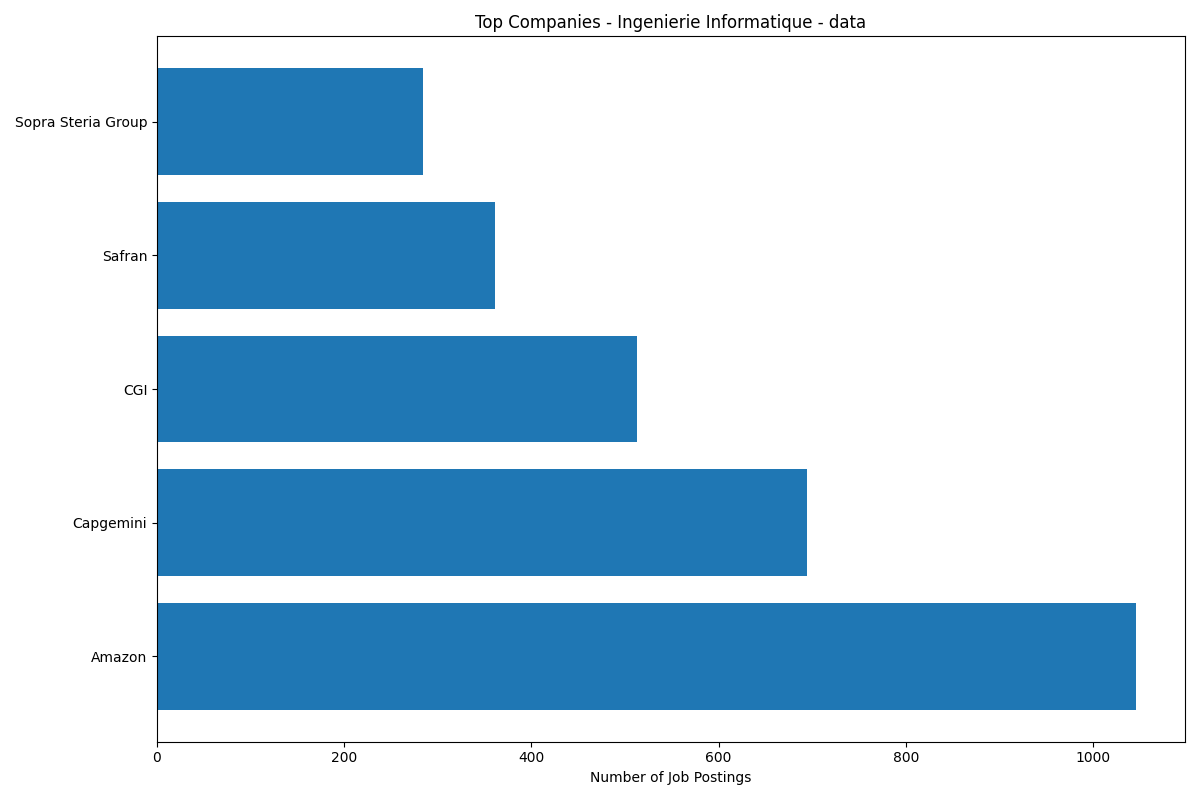 Top Companies - Ingenierie Informatique - data
Sopra Steria Group
Safran
CGI
Capgemini
Amazon
0 200 400 600 800 1000
Number of Job Postings